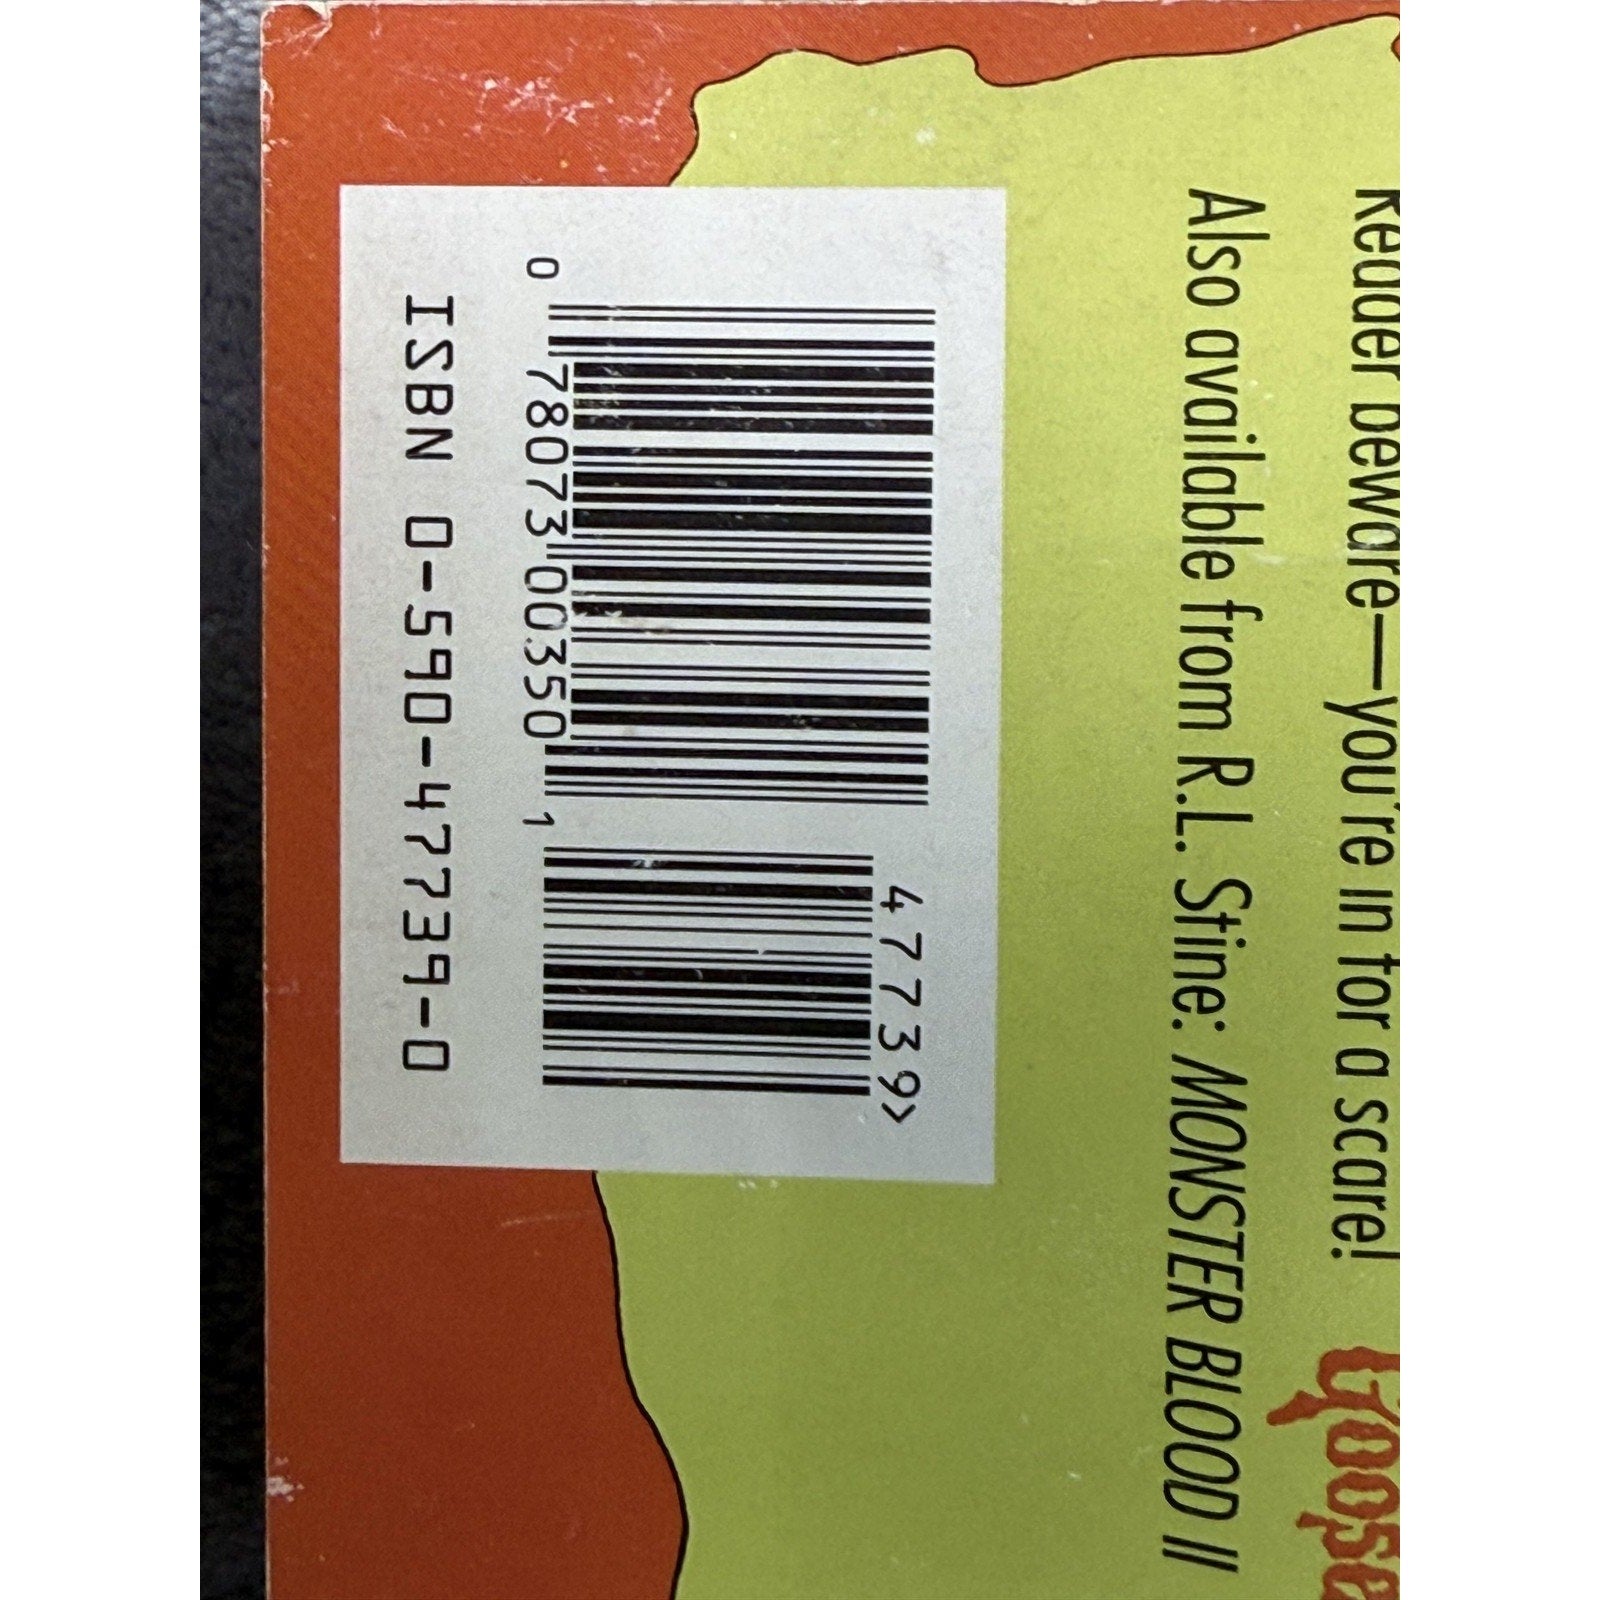 Reader beware—you're in for a scare!
Goose
Also available from R.L. Stine: MONSTER BLOOD II
47739>
0 78073 00350 1
ISBN 0-590-47739-0